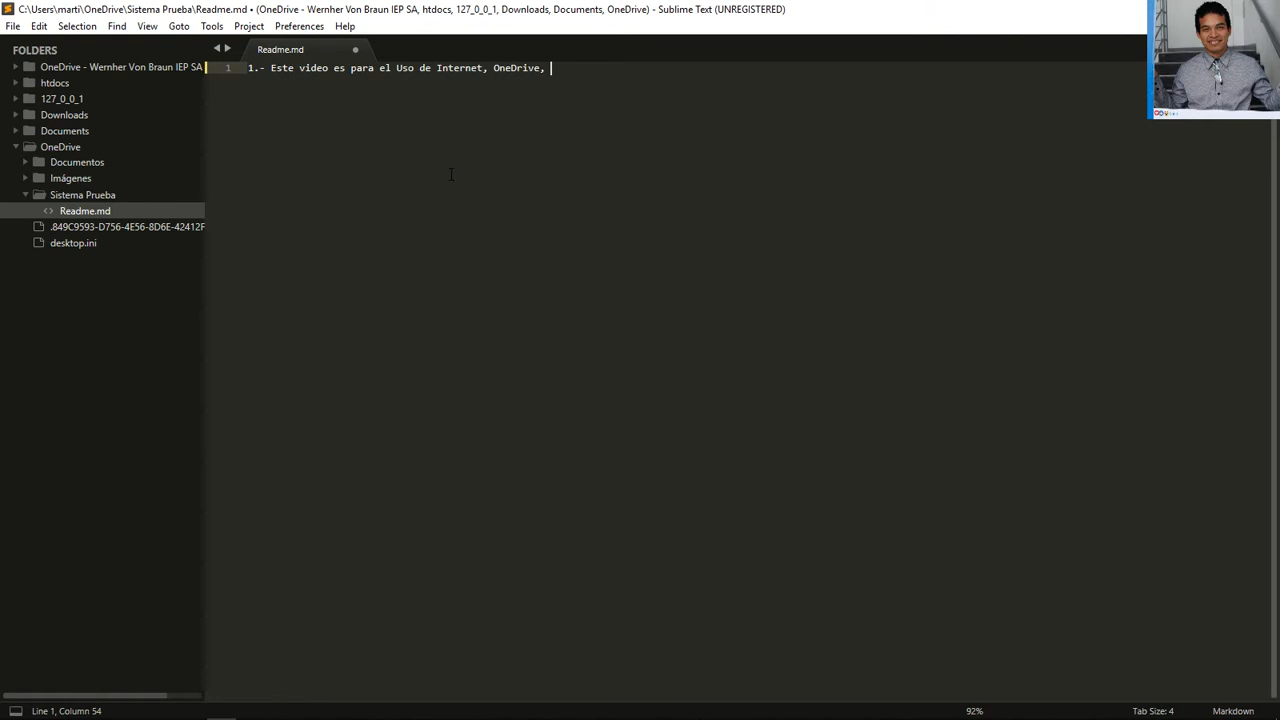 C:\Users\marti\OneDrive\Sistema Prueba\Readme.md • (OneDrive - Wernher Von Braun IEP SA, htdocs, 127_0_0_1, Downloads, Documents, OneDrive) - Sublime Text (UNREGISTERED)
File Edit Selection View Find Goto Tools Project Preferences Help
FOLDERS
Readme.md
OneDrive - Wernher Von Braun IEP SA
1 1.- Este video es para el Uso de Internet, OneDrive,
htdocs
127_0_0_1
Downloads
Documents
OneDrive
Documentos
Imágenes
Sistema Prueba
Readme.md
.849C9593-D756-4E56-8D6E-42412F
desktop.ini
Line 1, Column 54 92% Tab Size: 4 Markdown